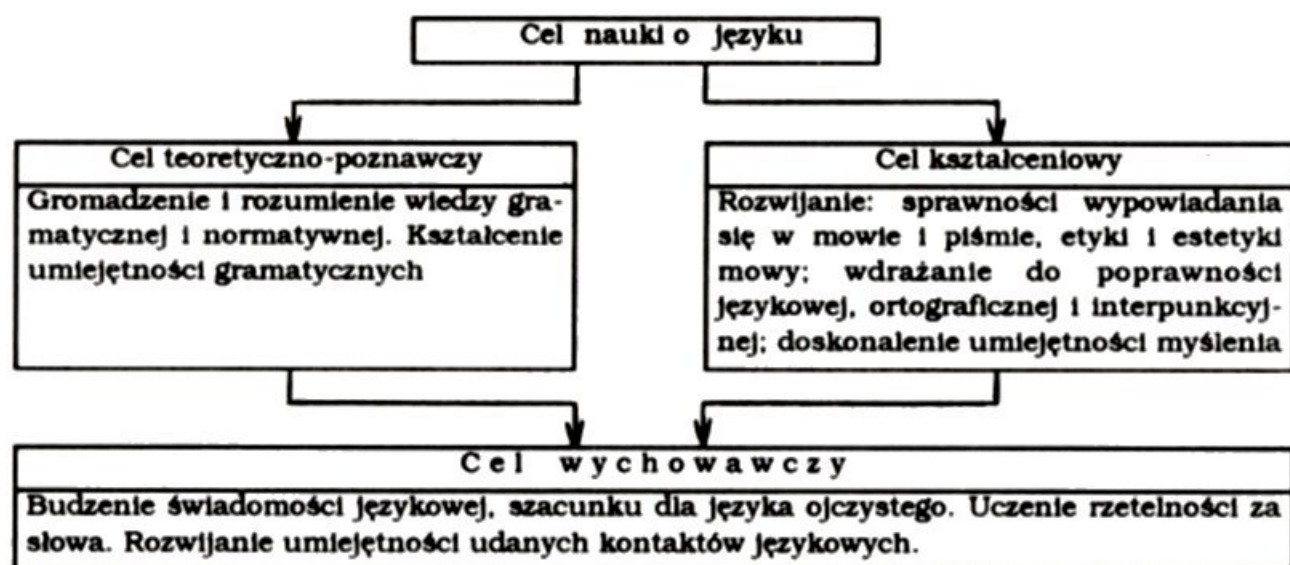 Cel nauki o języku
Cel teoretyczno-poznawczy
Gromadzenie i rozumienie wiedzy gra-
matycznej i normatywnej. Kształcenie
umiejętności gramatycznych
Cel kształceniowy
Rozwijanie: sprawności wypowiadania
się w mowie i piśmie, etyki i estetyki
mowy; wdrażanie do poprawności
językowej, ortograficznej i interpunkcyj-
nej; doskonalenie umiejętności myślenia
Cel wychowawczy
Budzenie świadomości językowej, szacunku dla języka ojczystego. Uczenie rzetelności za
słowa. Rozwijanie umiejętności udanych kontaktów językowych.